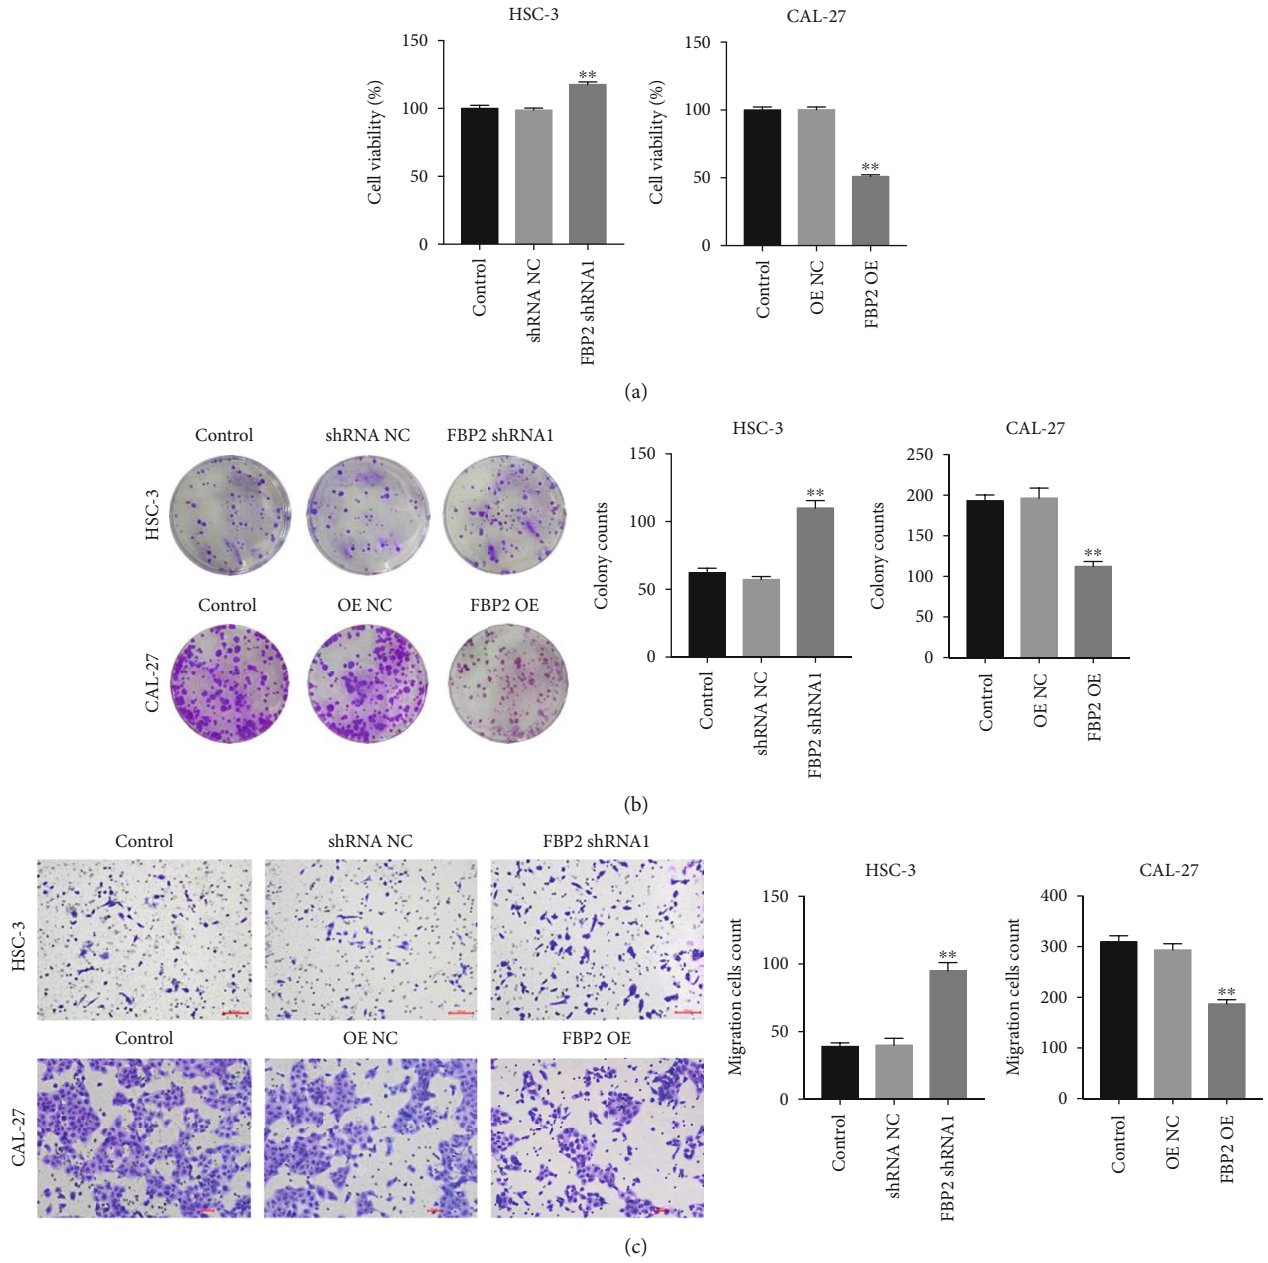 HSC-3
CAL-27
Cell viability (%)
150
100
50
0
Control
shRNA NC
FBP2 shRNA1
**
Cell viability (%)
150
100
50
0
Control
OE NC
FBP2 OE
**
(a)
Control
shRNA NC
FBP2 shRNA1
HSC-3
Control
OE NC
FBP2 OE
CAL-27
HSC-3
Colony counts
150
100
50
0
Control
shRNA NC
FBP2 shRNA1
**
CAL-27
Colony counts
250
200
150
100
50
0
Control
OE NC
FBP2 OE
**
(b)
Control
shRNA NC
FBP2 shRNA1
HSC-3
Control
OE NC
FBP2 OE
CAL-27
HSC-3
Migration cells count
150
100
50
0
Control
shRNA NC
FBP2 shRNA1
**
CAL-27
Migration cells count
400
300
200
100
0
Control
OE NC
FBP2 OE
**
(c)